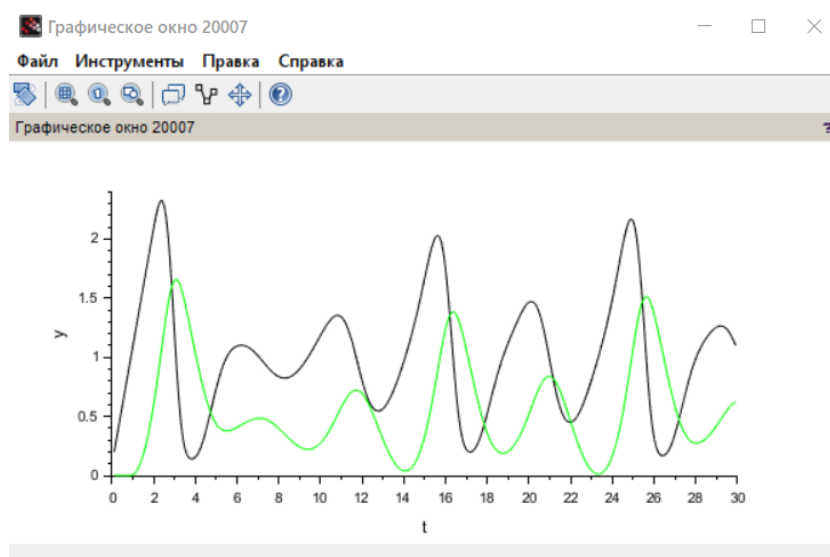 Графическое окно 20007
Файл Инструменты Правка Справка
Графическое окно 20007 ?
2
1.5
y
1
0.5
0
0 2 4 6 8 10 12 14 16 18 20 22 24 26 28 30
t